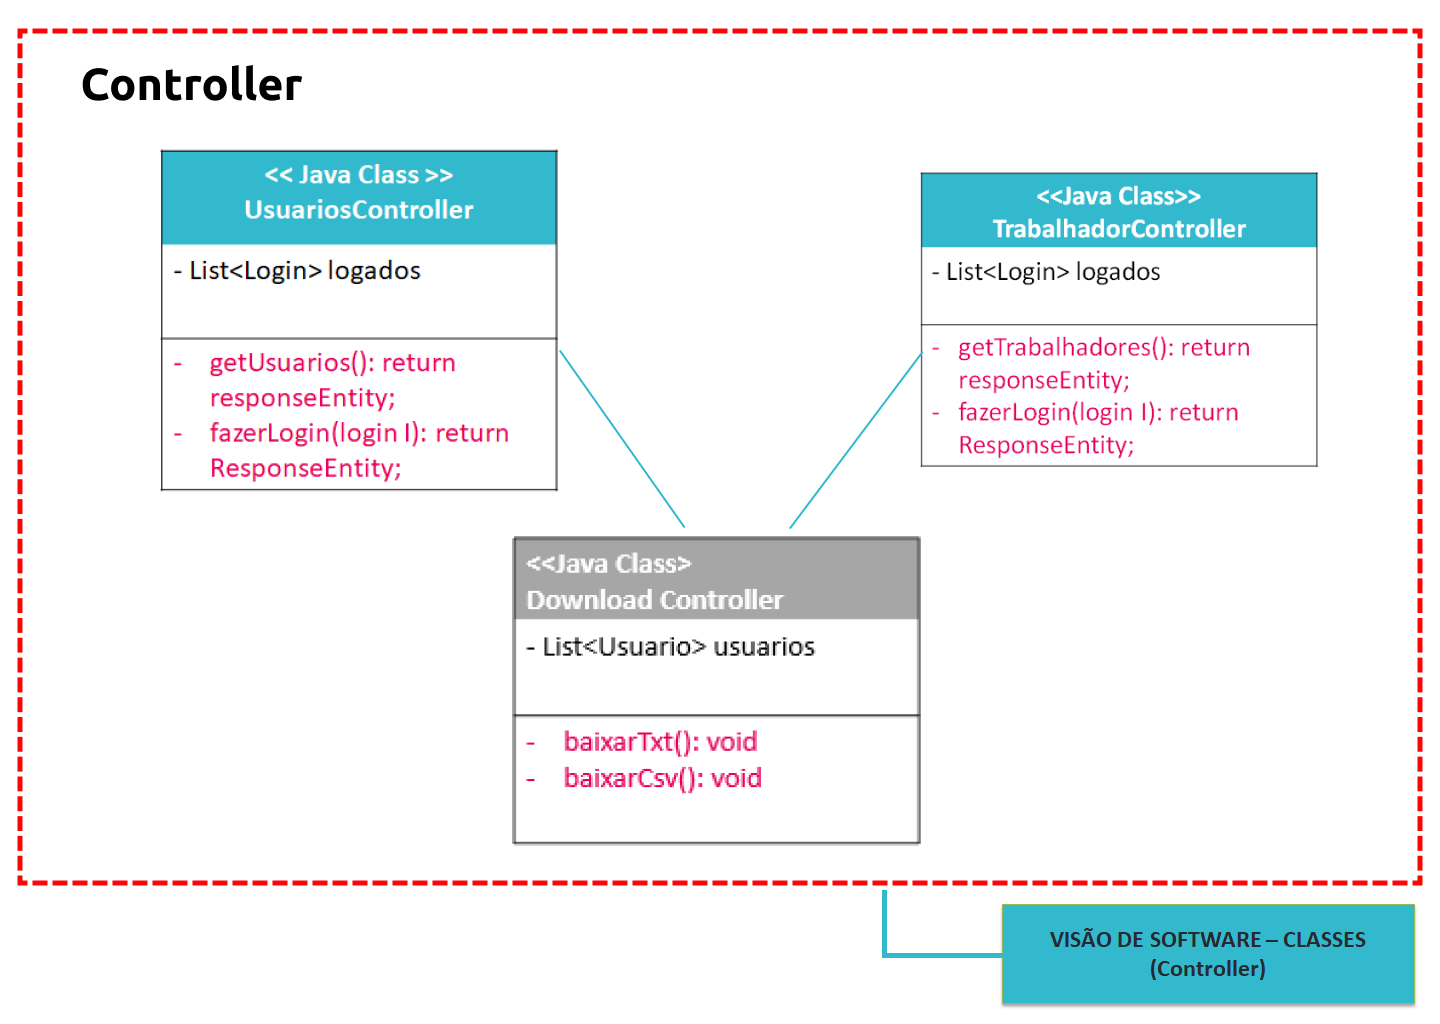 Controller
<< Java Class >>
UsuariosController
- List<Login> logados
- getUsuarios(): return
responseEntity;
- fazerLogin(login I): return
ResponseEntity;
<<Java Class>>
TrabalhadorController
- List<Login> logados
- getTrabalhadores(): return
responseEntity;
- fazerLogin(login I): return
ResponseEntity;
<<Java Class>
Download Controller
- List<Usuario> usuarios
- baixarTxt(): void
- baixarCsv(): void
VISÃO DE SOFTWARE – CLASSES
(Controller)